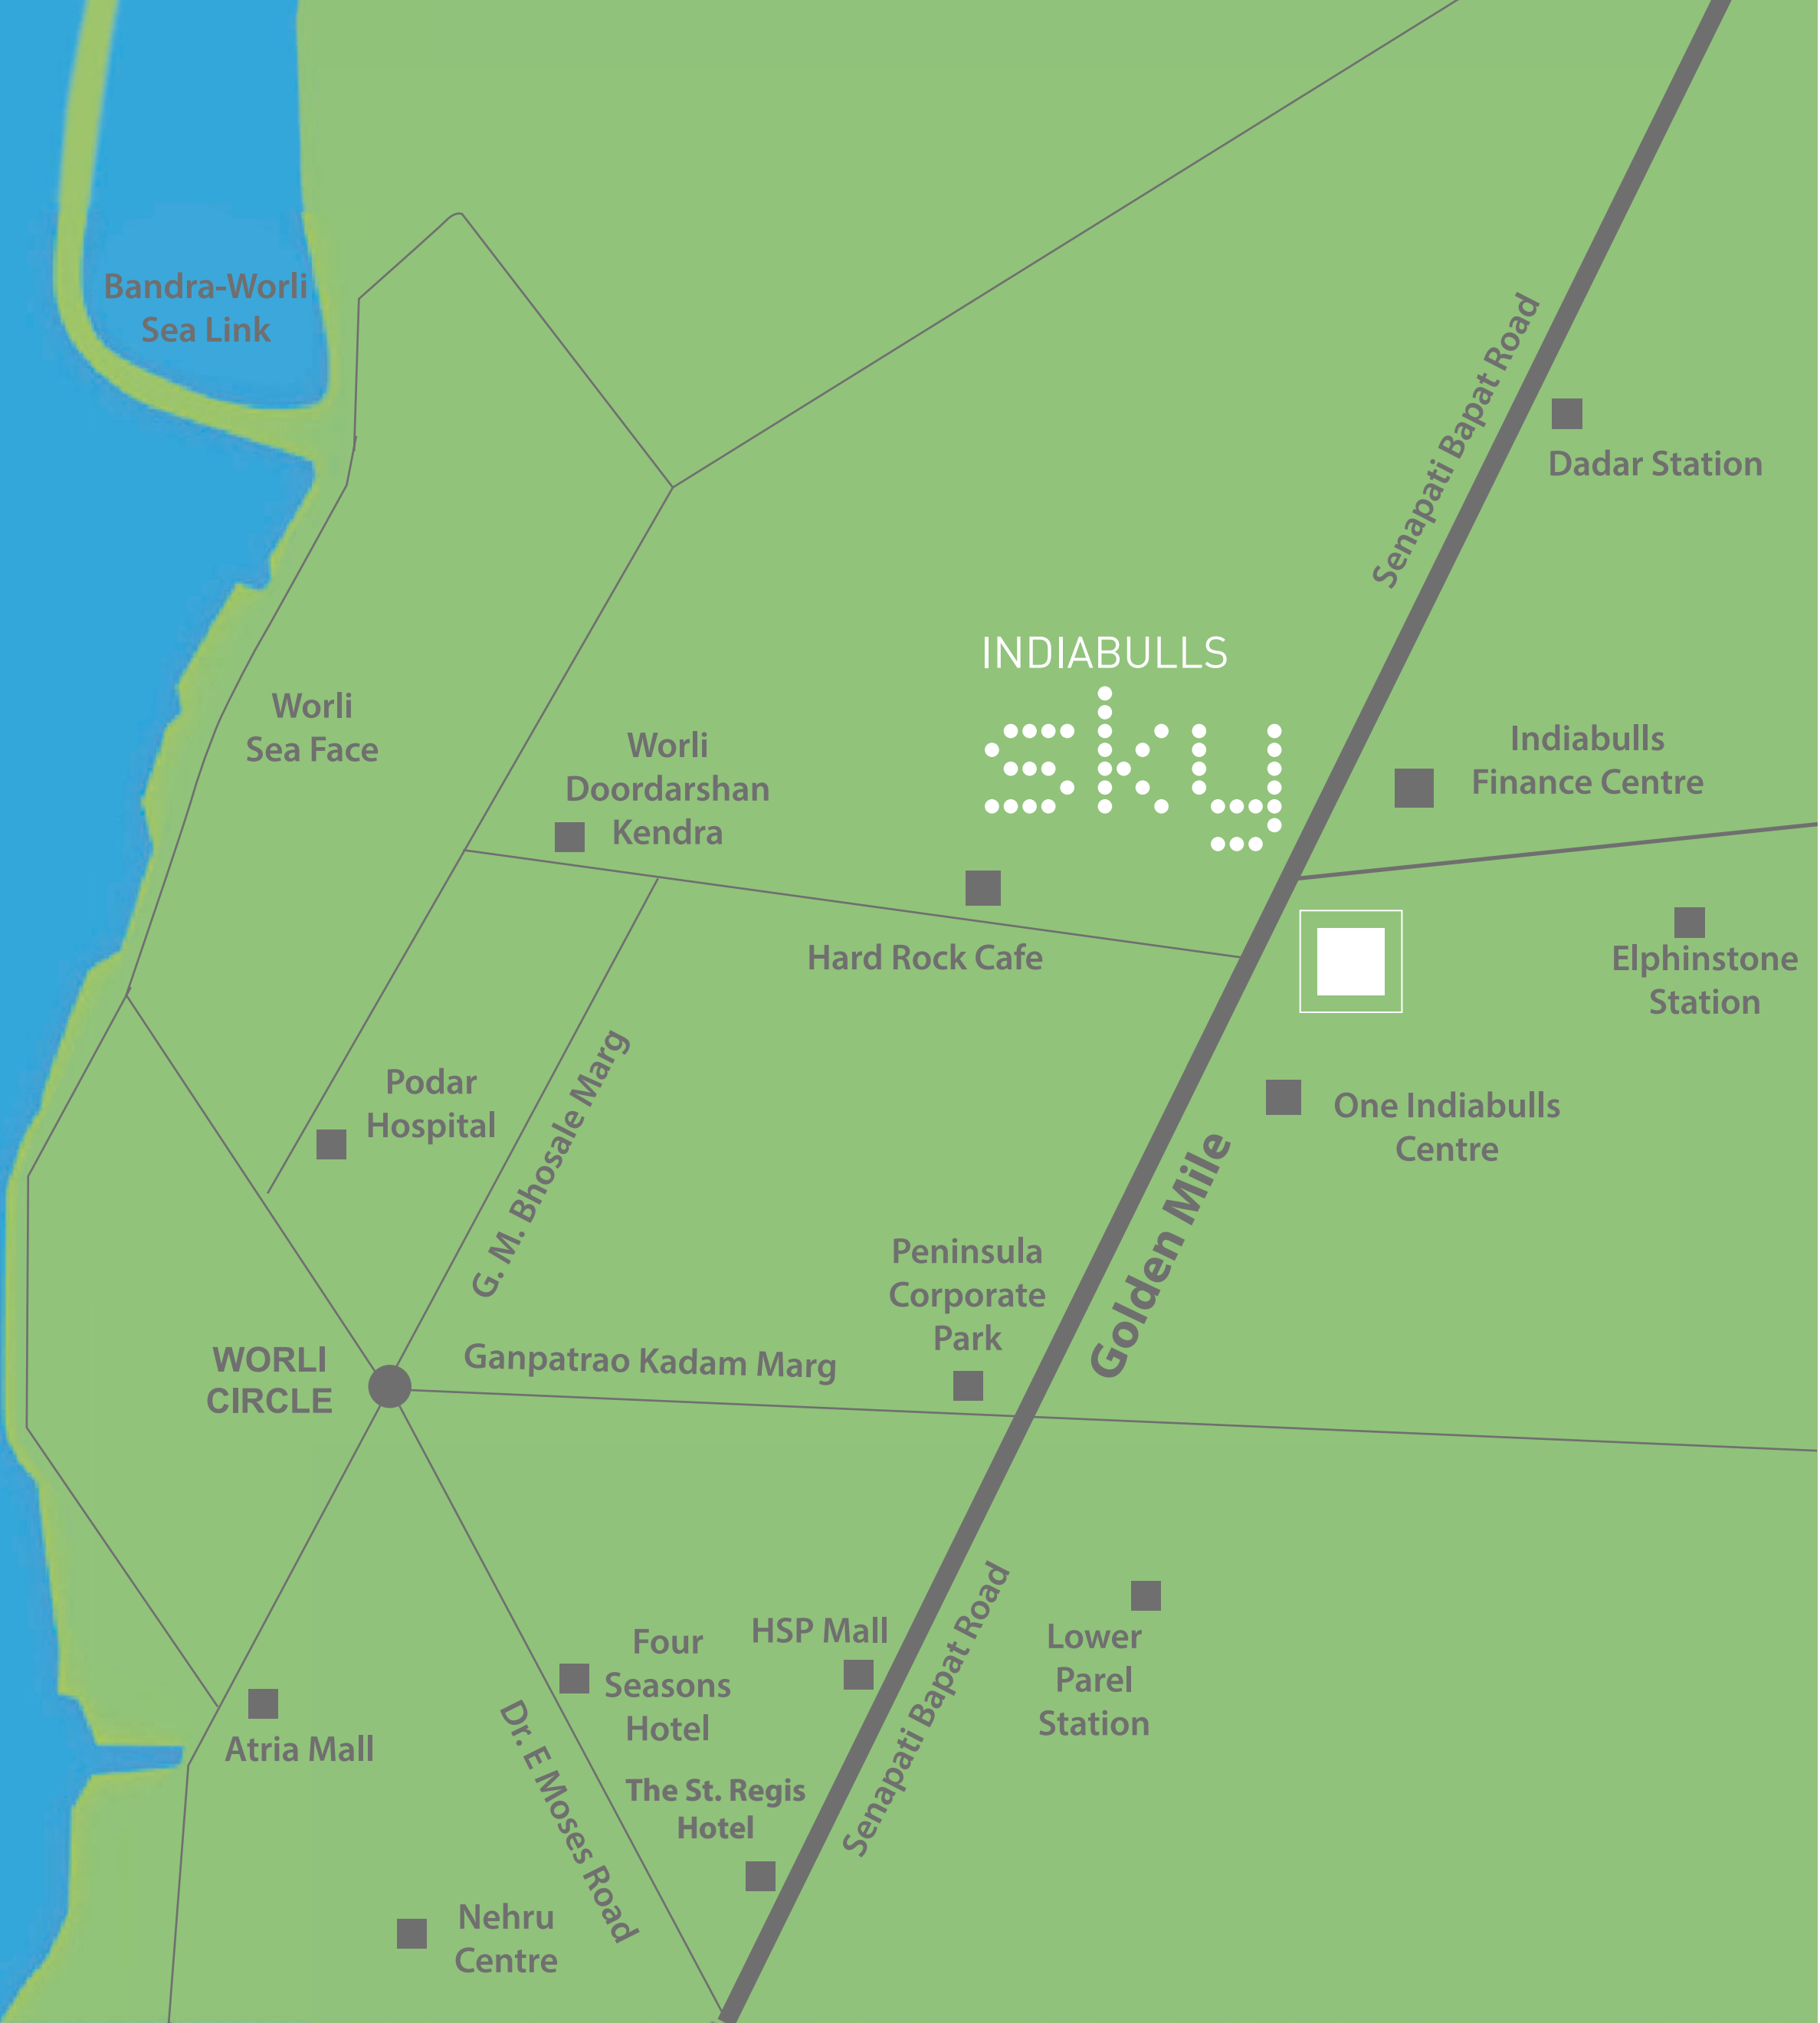 Bandra-Worli
Sea Link
Senapati Bapat Road
Dadar Station
INDIABULLS
sky
Worli
Sea Face
Worli
Doordarshan
Kendra
Indiabulls
Finance Centre
Hard Rock Cafe
Elphinstone
Station
Podar
Hospital
G. M. Bhosale Marg
One Indiabulls
Centre
Golden Mile
Peninsula
Corporate
Park
WORLI
CIRCLE
Ganpatrao Kadam Marg
Four
Seasons
Hotel
HSP Mall
Senapati Bapat Road
Lower
Parel
Station
Atria Mall
Dr. E Moses Road
The St. Regis
Hotel
Nehru
Centre